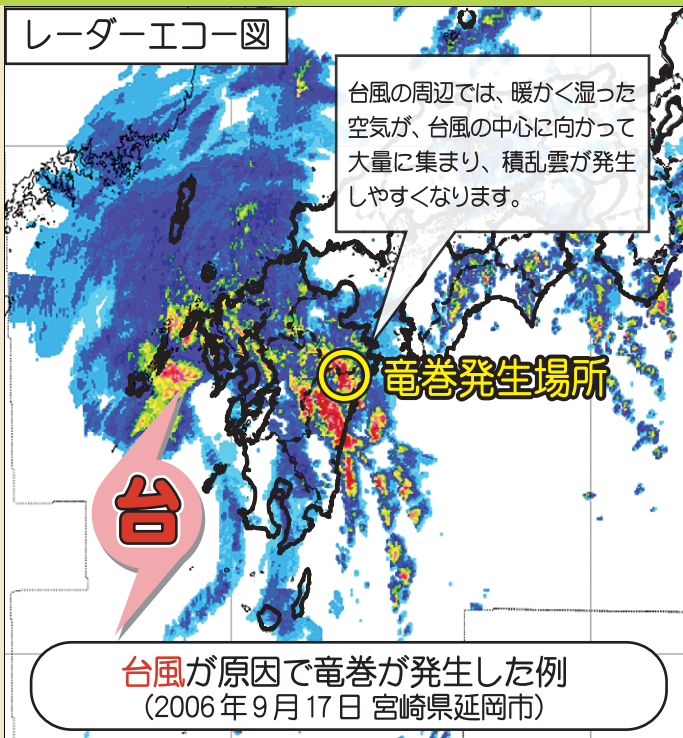 レーダーエコー図
台風の周辺では、暖かく湿った
空気が、台風の中心に向かって
大量に集まり、積乱雲が発生
しやすくなります。
竜巻発生場所
台
台風が原因で竜巻が発生した例
(2006年9月17日 宮崎県延岡市)